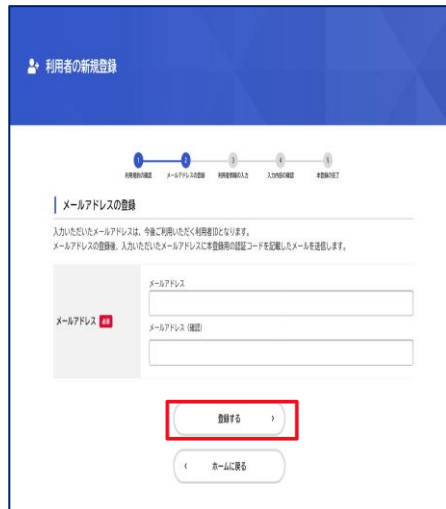 利用者の新規登録
1
2
3
4
5
利用規約の確認
メールアドレスの登録
利用者情報の入力
入力内容の確認
本登録の完了
メールアドレスの登録
入力いただいたメールアドレスは、今後ご利用いただく利用者IDとなります。
メールアドレスの登録後、入力いただいたメールアドレスに本登録用の認証コードを記載したメールを送信します。
メールアドレス 必須
メールアドレス
メールアドレス（確認）
登録する
ホームに戻る